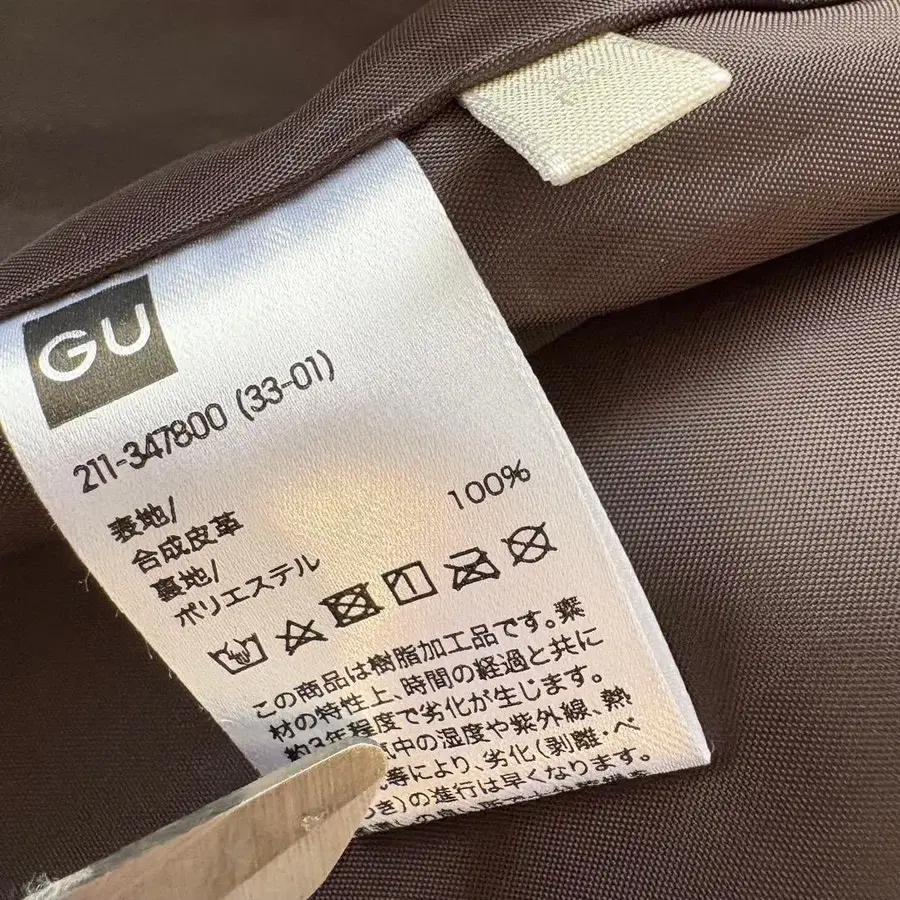 GU
211-347800 (33-01)
表地/
合成皮革
裏地/
ポリエステル 100%
この商品は樹脂加工品です。素
材の特性上、時間の経過と共に
約3年程度で劣化が生じます。
気中の湿度や紫外線、熱
等により、劣化(剥離・べ
き)の進行は早くなります。